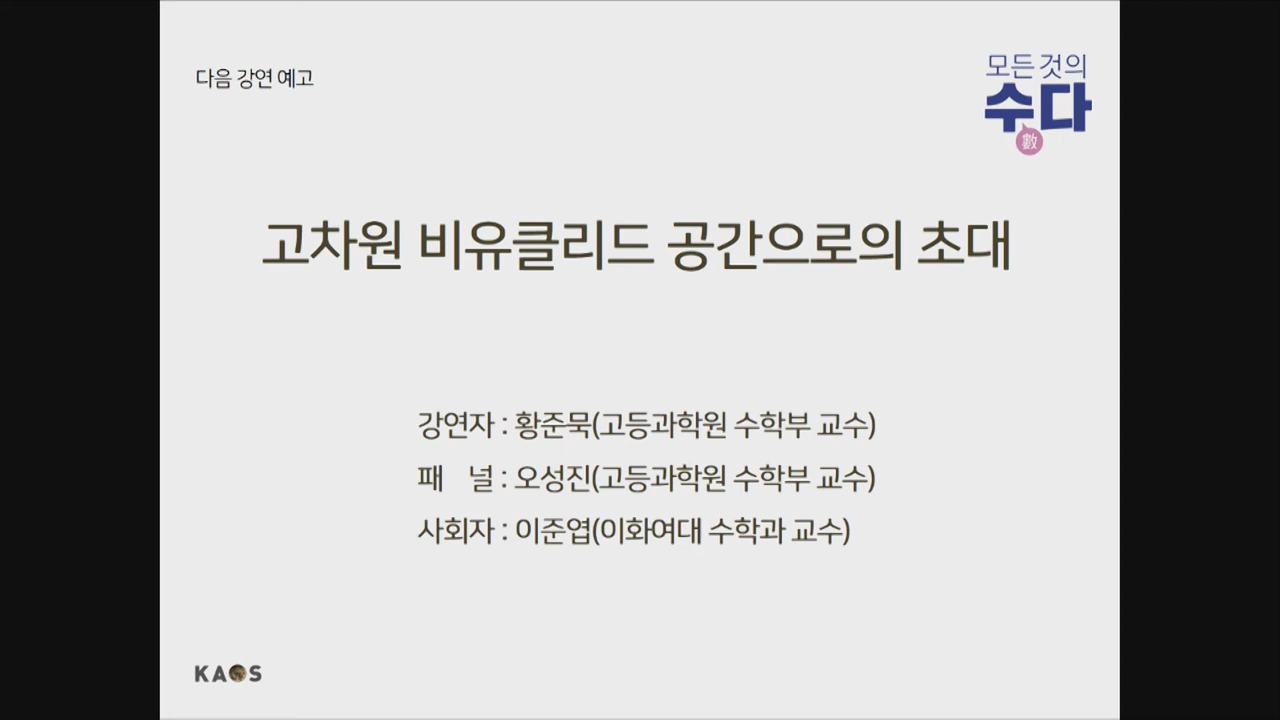 다음 강연 예고
모든 것의
수다
數
고차원 비유클리드 공간으로의 초대
강연자 : 황준묵(고등과학원 수학부 교수)
패 널 : 오성진(고등과학원 수학부 교수)
사회자 : 이준엽(이화여대 수학과 교수)
KAOS